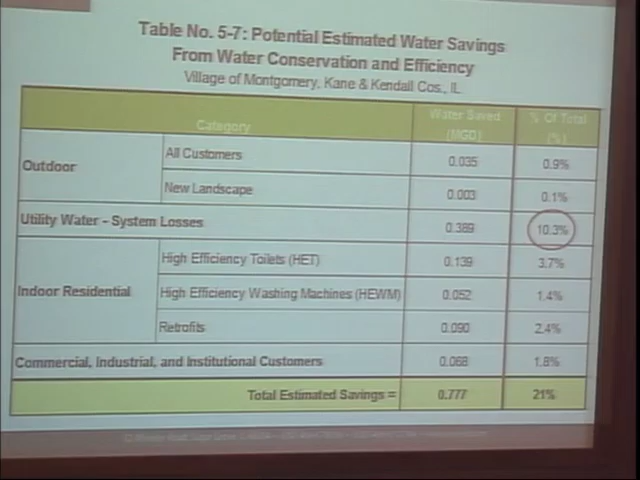 Table No. 5-7: Potential Estimated Water Savings
From Water Conservation and Efficiency
Village of Montgomery, Kane & Kendall Cos., IL
Category Water Saved (MGD) % Of Total (%)
Outdoor All Customers 0.035 0.9%
New Landscape 0.003 0.1%
Utility Water - System Losses 0.389 10.3%
Indoor Residential High Efficiency Toilets (HET) 0.139 3.7%
High Efficiency Washing Machines (HEWM) 0.052 1.4%
Retrofits 0.090 2.4%
Commercial, Industrial, and Institutional Customers 0.068 1.8%
Total Estimated Savings = 0.777 21%